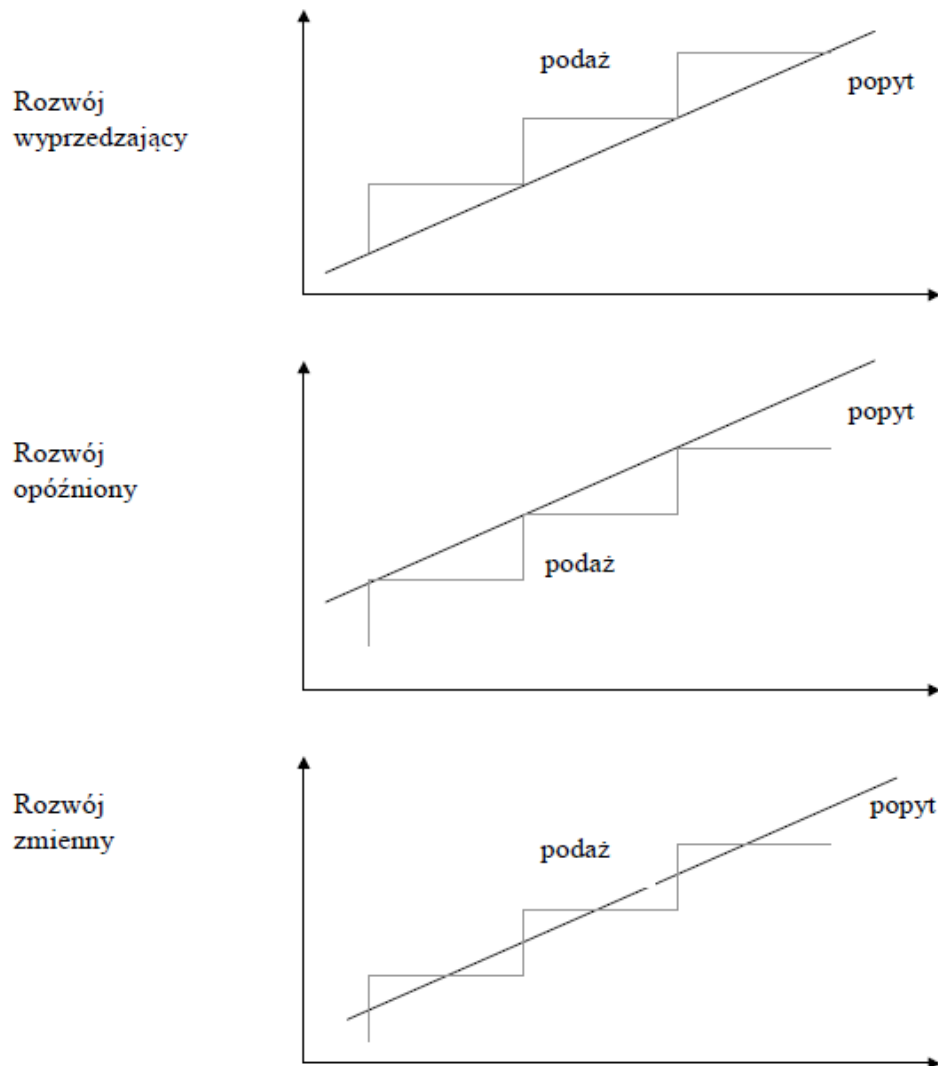 podaż
popyt
Rozwój
wyprzedzający
popyt
Rozwój
opóźniony
podaż
Rozwój
zmienny
popyt
podaż